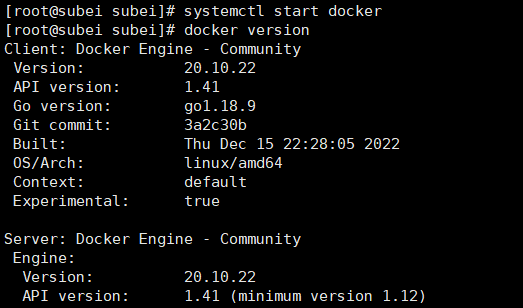 [root@subei subei]# systemctl start docker
[root@subei subei]# docker version
Client: Docker Engine - Community
 Version:           20.10.22
 API version:       1.41
 Go version:        go1.18.9
 Git commit:        3a2c30b
 Built:             Thu Dec 15 22:28:05 2022
 OS/Arch:           linux/amd64
 Context:           default
 Experimental:      true

Server: Docker Engine - Community
 Engine:
  Version:          20.10.22
  API version:      1.41 (minimum version 1.12)